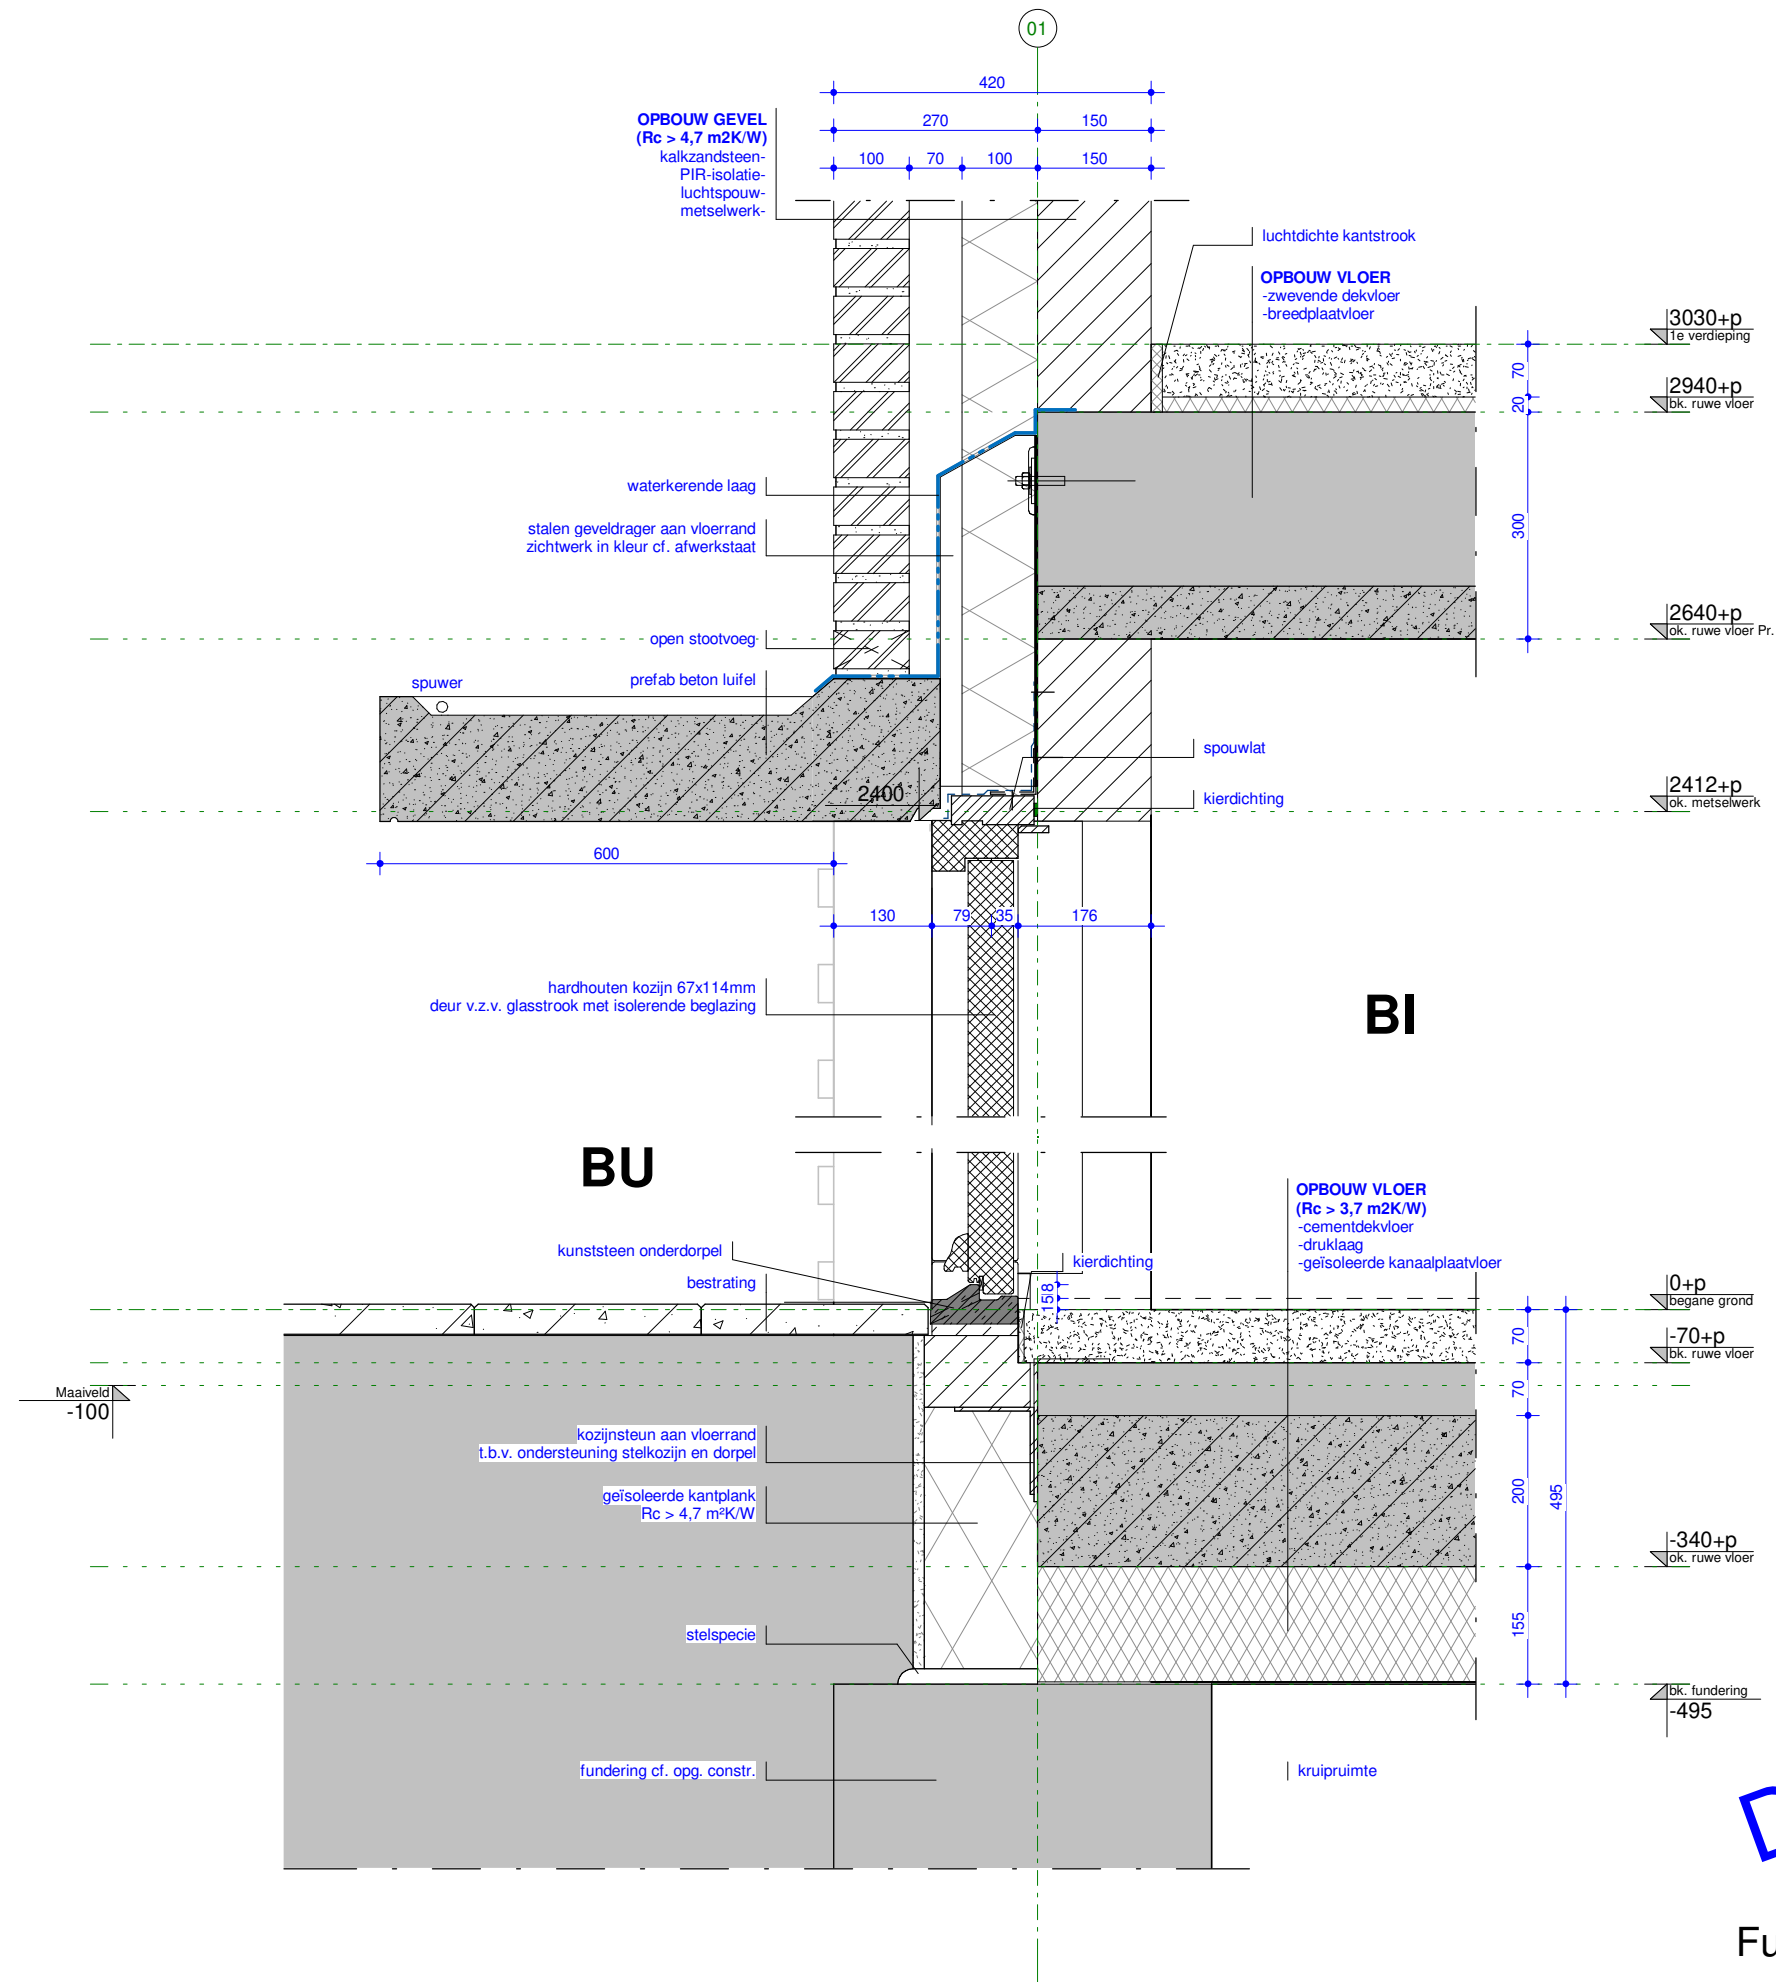 01
420
270
150
100
70
100
150
OPBOUW GEVEL
(Rc > 4,7 m2K/W)
kalkzandsteen-
PIR-isolatie-
luchtspouw-
metselwerk-
luchtdichte kantstrook
OPBOUW VLOER
-zwevende dekvloer
-breedplaatvloer
3030+p
1e verdieping
70
2940+p
bk. ruwe vloer
20
300
waterkerende laag
stalen geveldrager aan vloerrand
zichtwerk in kleur cf. afwerkstaat
open stootvoeg
2640+p
ok. ruwe vloer Pr.
spuwer
prefab beton luifel
spouwlat
2400
kierdichting
2412+p
ok. metselwerk
600
130
79
35
176
hardhouten kozijn 67x114mm
deur v.z.v. glasstrook met isolerende beglazing
BI
BU
OPBOUW VLOER
(Rc > 3,7 m2K/W)
-cementdekvloer
-druklaag
-geïsoleerde kanaalplaatvloer
kunststeen onderdorpel
kierdichting
bestrating
15
8
0+p
begane grond
70
-70+p
bk. ruwe vloer
Maaiveld
-100
70
kozijnsteun aan vloerrand
t.b.v. ondersteuning stelkozijn en dorpel
geïsoleerde kantplank
Rc > 4,7 m²K/W
200
495
-340+p
ok. ruwe vloer
155
stelspecie
bk. fundering
-495
fundering cf. opg. constr.
kruipruimte
Fu